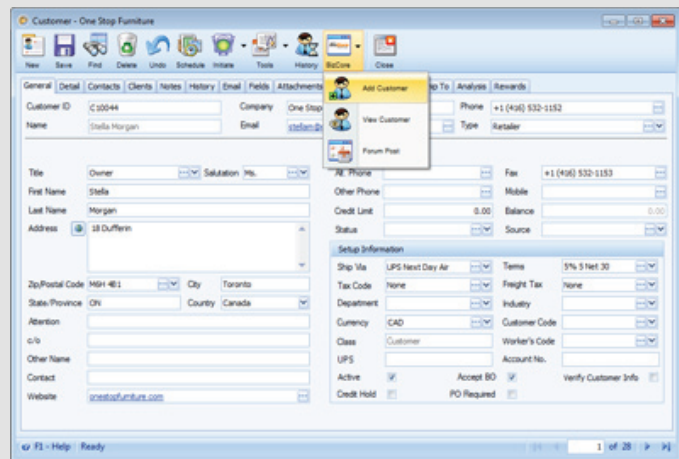 Customer - One Stop Furniture
New Save Find Delete Undo Schedule Initiate Tools History BizCore Close
General Detail Contacts Clients Notes History Email Fields Attachments Ship To Analysis Rewards
Add Customer
View Customer
Forum Post
Customer ID C10044 Company One Stop Phone +1 (416) 532-1152
Name Stella Morgan Email Type Retailer
Title Owner Salutation Ms. Alt. Phone Fax +1 (416) 532-1153
First Name Stella Other Phone Mobile
Last Name Morgan Credit Limit 0.00 Balance 0.00
Address 18 Dufferin Status Source
Setup Information
Ship Via UPS Next Day Air Terms 5% 5 Net 30
Zip/Postal Code M6H 4B1 City Toronto Tax Code None Freight Tax None
State/Province ON Country Canada Department Industry
Attention Currency CAD Customer Code
c/o Class Customer Worker's Code
Other Name UPS Account No.
Contact Active Accept BO Verify Customer Info
Website onestopfurniture.com Credit Hold PO Required
F1 - Help Ready 1 of 28